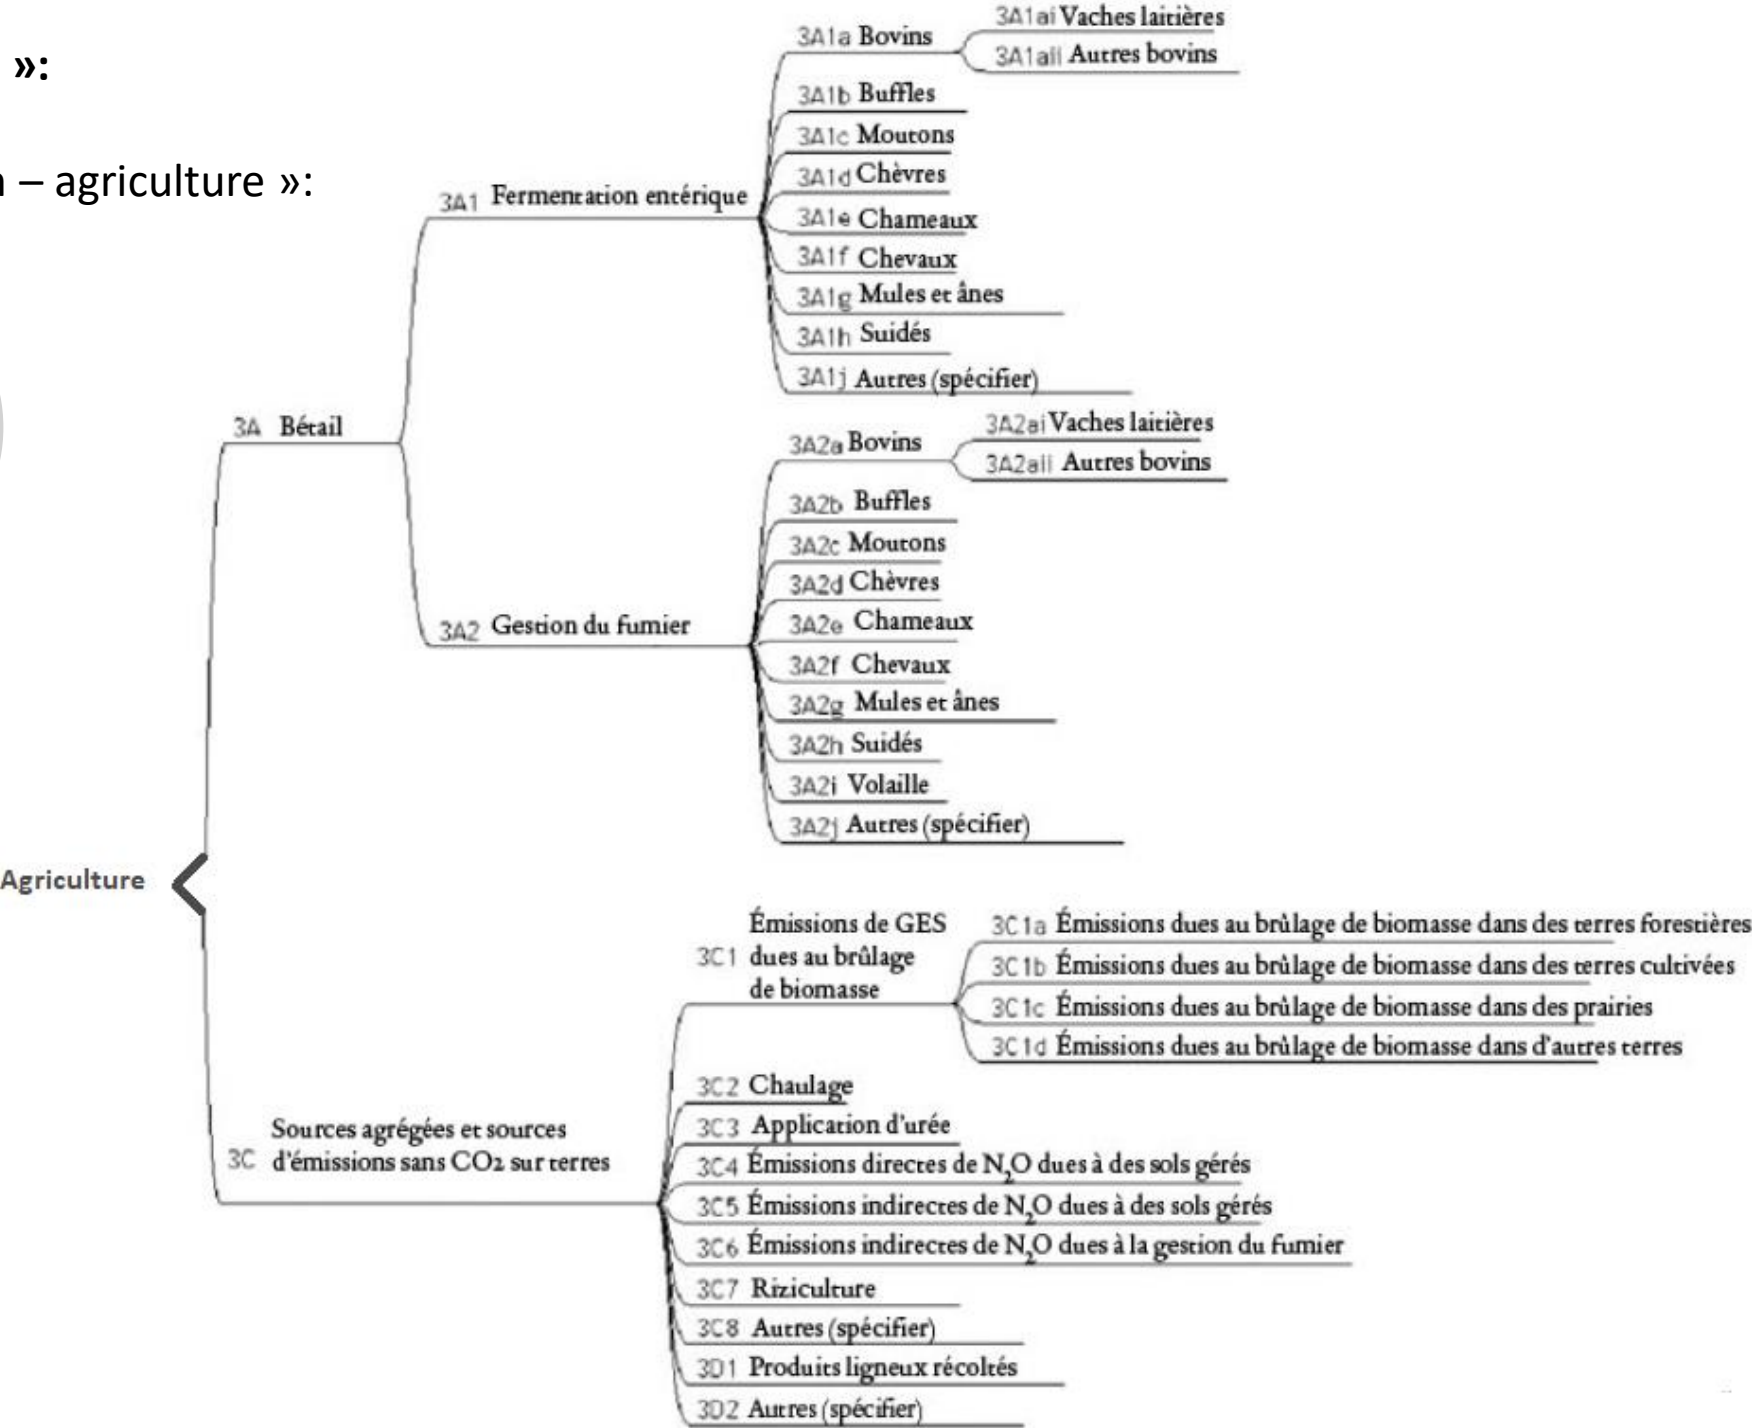 »:
– agriculture »:
Agriculture
3A Bétail
3A1 Fermentation entérique
3A1a Bovins
3A1ai Vaches laitières
3A1aii Autres bovins
3A1b Buffles
3A1c Moutons
3A1d Chèvres
3A1e Chameaux
3A1f Chevaux
3A1g Mules et ânes
3A1h Suidés
3A1j Autres (spécifier)
3A2 Gestion du fumier
3A2a Bovins
3A2ai Vaches laitières
3A2aii Autres bovins
3A2b Buffles
3A2c Moutons
3A2d Chèvres
3A2e Chameaux
3A2f Chevaux
3A2g Mules et ânes
3A2h Suidés
3A2i Volaille
3A2j Autres (spécifier)
3C Sources agrégées et sources
d'émissions sans CO2 sur terres
Émissions de GES
3C1 dues au brûlage
de biomasse
3C1a Émissions dues au brûlage de biomasse dans des terres forestières
3C1b Émissions dues au brûlage de biomasse dans des terres cultivées
3C1c Émissions dues au brûlage de biomasse dans des prairies
3C1d Émissions dues au brûlage de biomasse dans d'autres terres
3C2 Chaulage
3C3 Application d'urée
3C4 Émissions directes de N₂O dues à des sols gérés
3C5 Émissions indirectes de N₂O dues à des sols gérés
3C6 Émissions indirectes de N₂O dues à la gestion du fumier
3C7 Riziculture
3C8 Autres (spécifier)
3D1 Produits ligneux récoltés
3D2 Autres (spécifier)